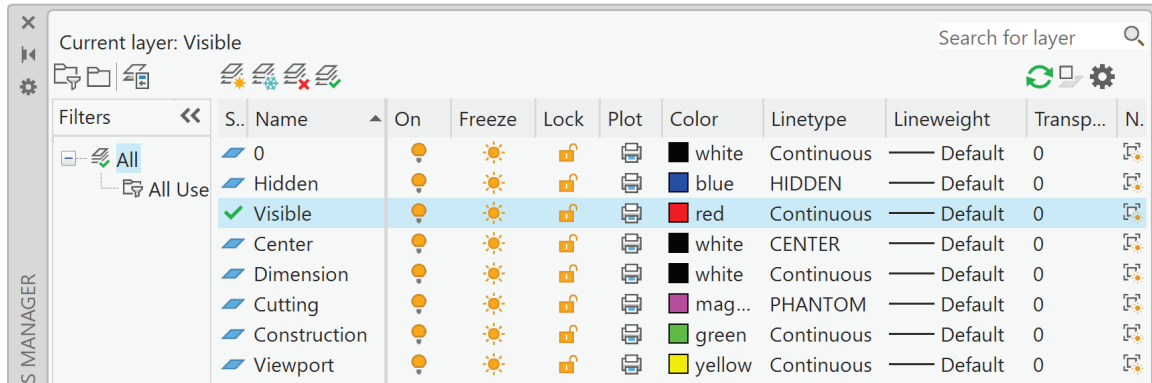 Current layer: Visible
Search for layer
Filters
S.. Name On Freeze Lock Plot Color Linetype Lineweight Transp... N.
All
All Use
0 white Continuous Default 0
Hidden blue HIDDEN Default 0
Visible red Continuous Default 0
Center white CENTER Default 0
Dimension white Continuous Default 0
Cutting mag... PHANTOM Default 0
Construction green Continuous Default 0
Viewport yellow Continuous Default 0
S MANAGER